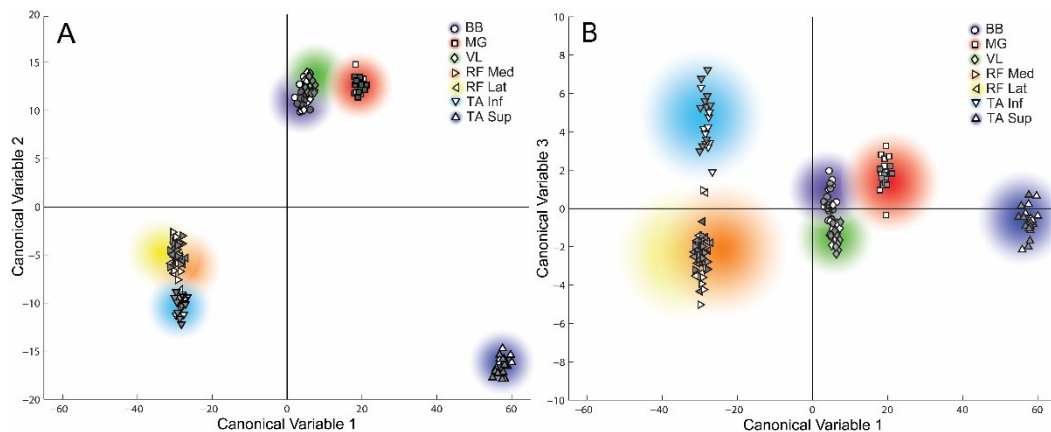 A
20
15
10
5
0
−5
−10
−15
−20
−60
−40
−20
0
20
40
60
Canonical Variable 2
Canonical Variable 1
BB
MG
VL
RF Med
RF Lat
TA Inf
TA Sup
B
10
8
6
4
2
0
−2
−4
−6
−8
−10
−60
−40
−20
0
20
40
60
Canonical Variable 3
Canonical Variable 1
BB
MG
VL
RF Med
RF Lat
TA Inf
TA Sup